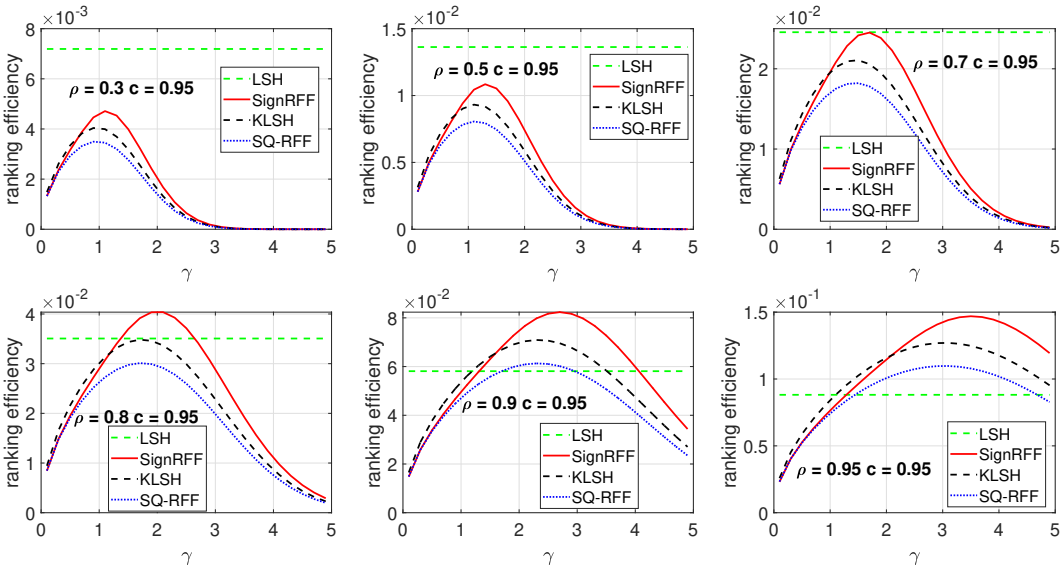 ×10⁻³
8
6
4
2
0
ranking efficiency
ρ = 0.3 c = 0.95
LSH
SignRFF
KLSH
SQ-RFF
0 1 2 3 4 5
γ
×10⁻²
1.5
1
0.5
0
ranking efficiency
ρ = 0.5 c = 0.95
LSH
SignRFF
KLSH
SQ-RFF
0 1 2 3 4 5
γ
×10⁻²
2
1
0
ranking efficiency
ρ = 0.7 c = 0.95
LSH
SignRFF
KLSH
SQ-RFF
0 1 2 3 4 5
γ
×10⁻²
4
3
2
1
0
ranking efficiency
ρ = 0.8 c = 0.95
LSH
SignRFF
KLSH
SQ-RFF
0 1 2 3 4 5
γ
×10⁻²
8
6
4
2
0
ranking efficiency
ρ = 0.9 c = 0.95
LSH
SignRFF
KLSH
SQ-RFF
0 1 2 3 4 5
γ
×10⁻¹
1.5
1
0.5
0
ranking efficiency
ρ = 0.95 c = 0.95
LSH
SignRFF
KLSH
SQ-RFF
0 1 2 3 4 5
γ